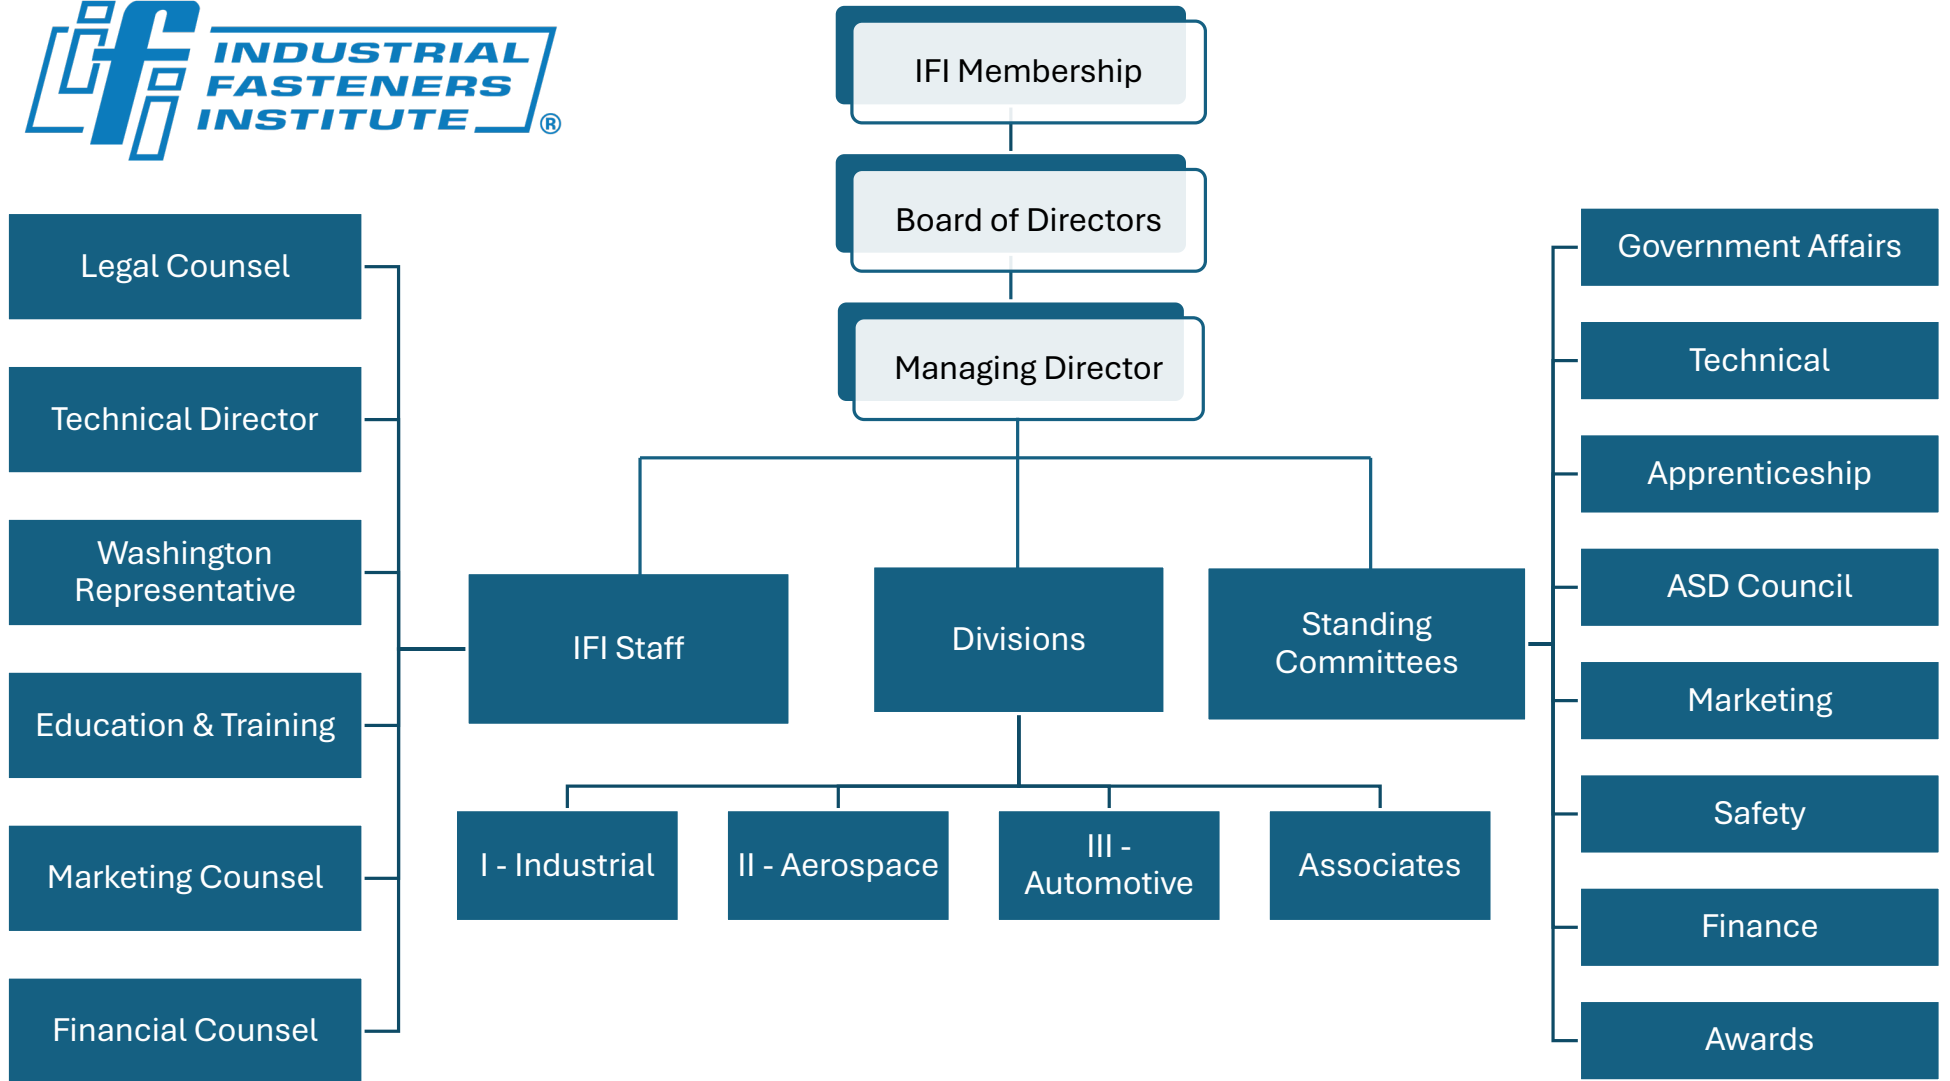 ifi
INDUSTRIAL
FASTENERS
INSTITUTE ®
IFI Membership
Board of Directors
Managing Director
Legal Counsel
Technical Director
Washington
Representative
Education & Training
Marketing Counsel
Financial Counsel
IFI Staff
Divisions
Standing
Committees
I - Industrial
II - Aerospace
III -
Automotive
Associates
Government Affairs
Technical
Apprenticeship
ASD Council
Marketing
Safety
Finance
Awards